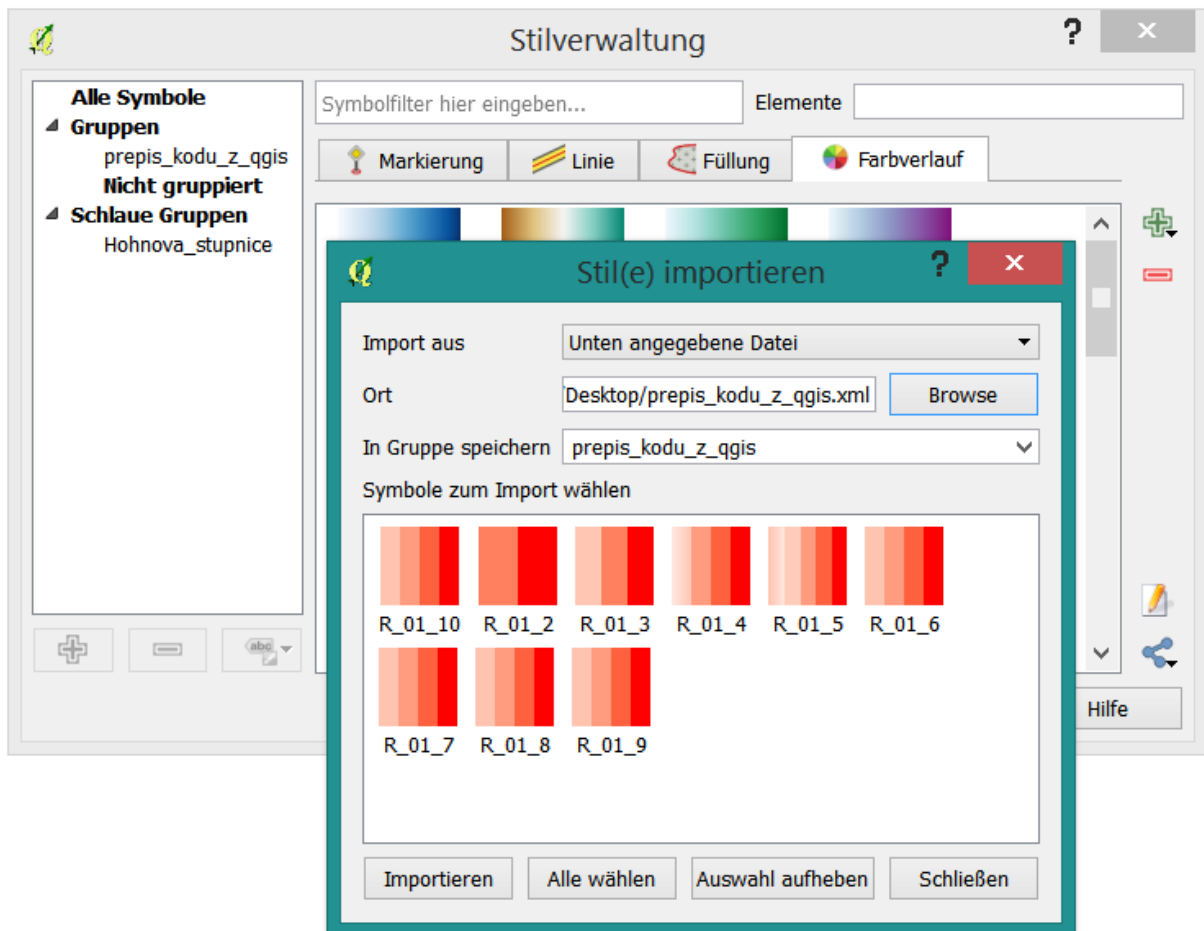 Stilverwaltung
?
Alle Symbole
Gruppen
prepis_kodu_z_qgis
Nicht gruppiert
Schlaue Gruppen
Hohnova_stupnice
Symbolfilter hier eingeben...
Elemente
Markierung
Linie
Füllung
Farbverlauf
abc
Hilfe
Stil(e) importieren
?
Import aus
Unten angegebene Datei
Ort
Desktop/prepis_kodu_z_qgis.xml
Browse
In Gruppe speichern
prepis_kodu_z_qgis
Symbole zum Import wählen
R_01_10 R_01_2 R_01_3 R_01_4 R_01_5 R_01_6
R_01_7 R_01_8 R_01_9
Importieren
Alle wählen
Auswahl aufheben
Schließen